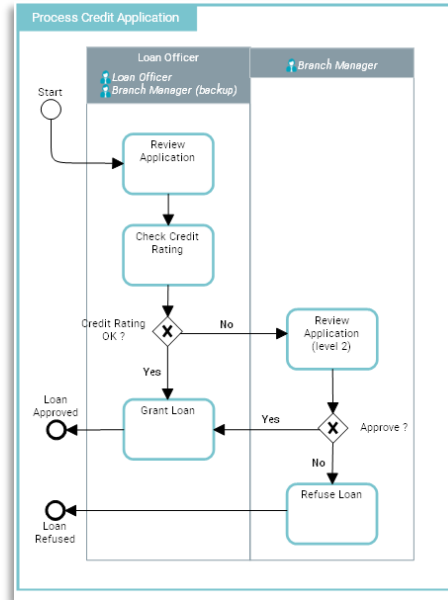 Process Credit Application
Loan Officer
Loan Officer
Branch Manager (backup)
Branch Manager
Start
Review
Application
Check Credit
Rating
Credit Rating
OK ?
No
Review
Application
(level 2)
Yes
Loan
Approved
Grant Loan
Yes
Approve ?
No
Refuse Loan
Loan
Refused